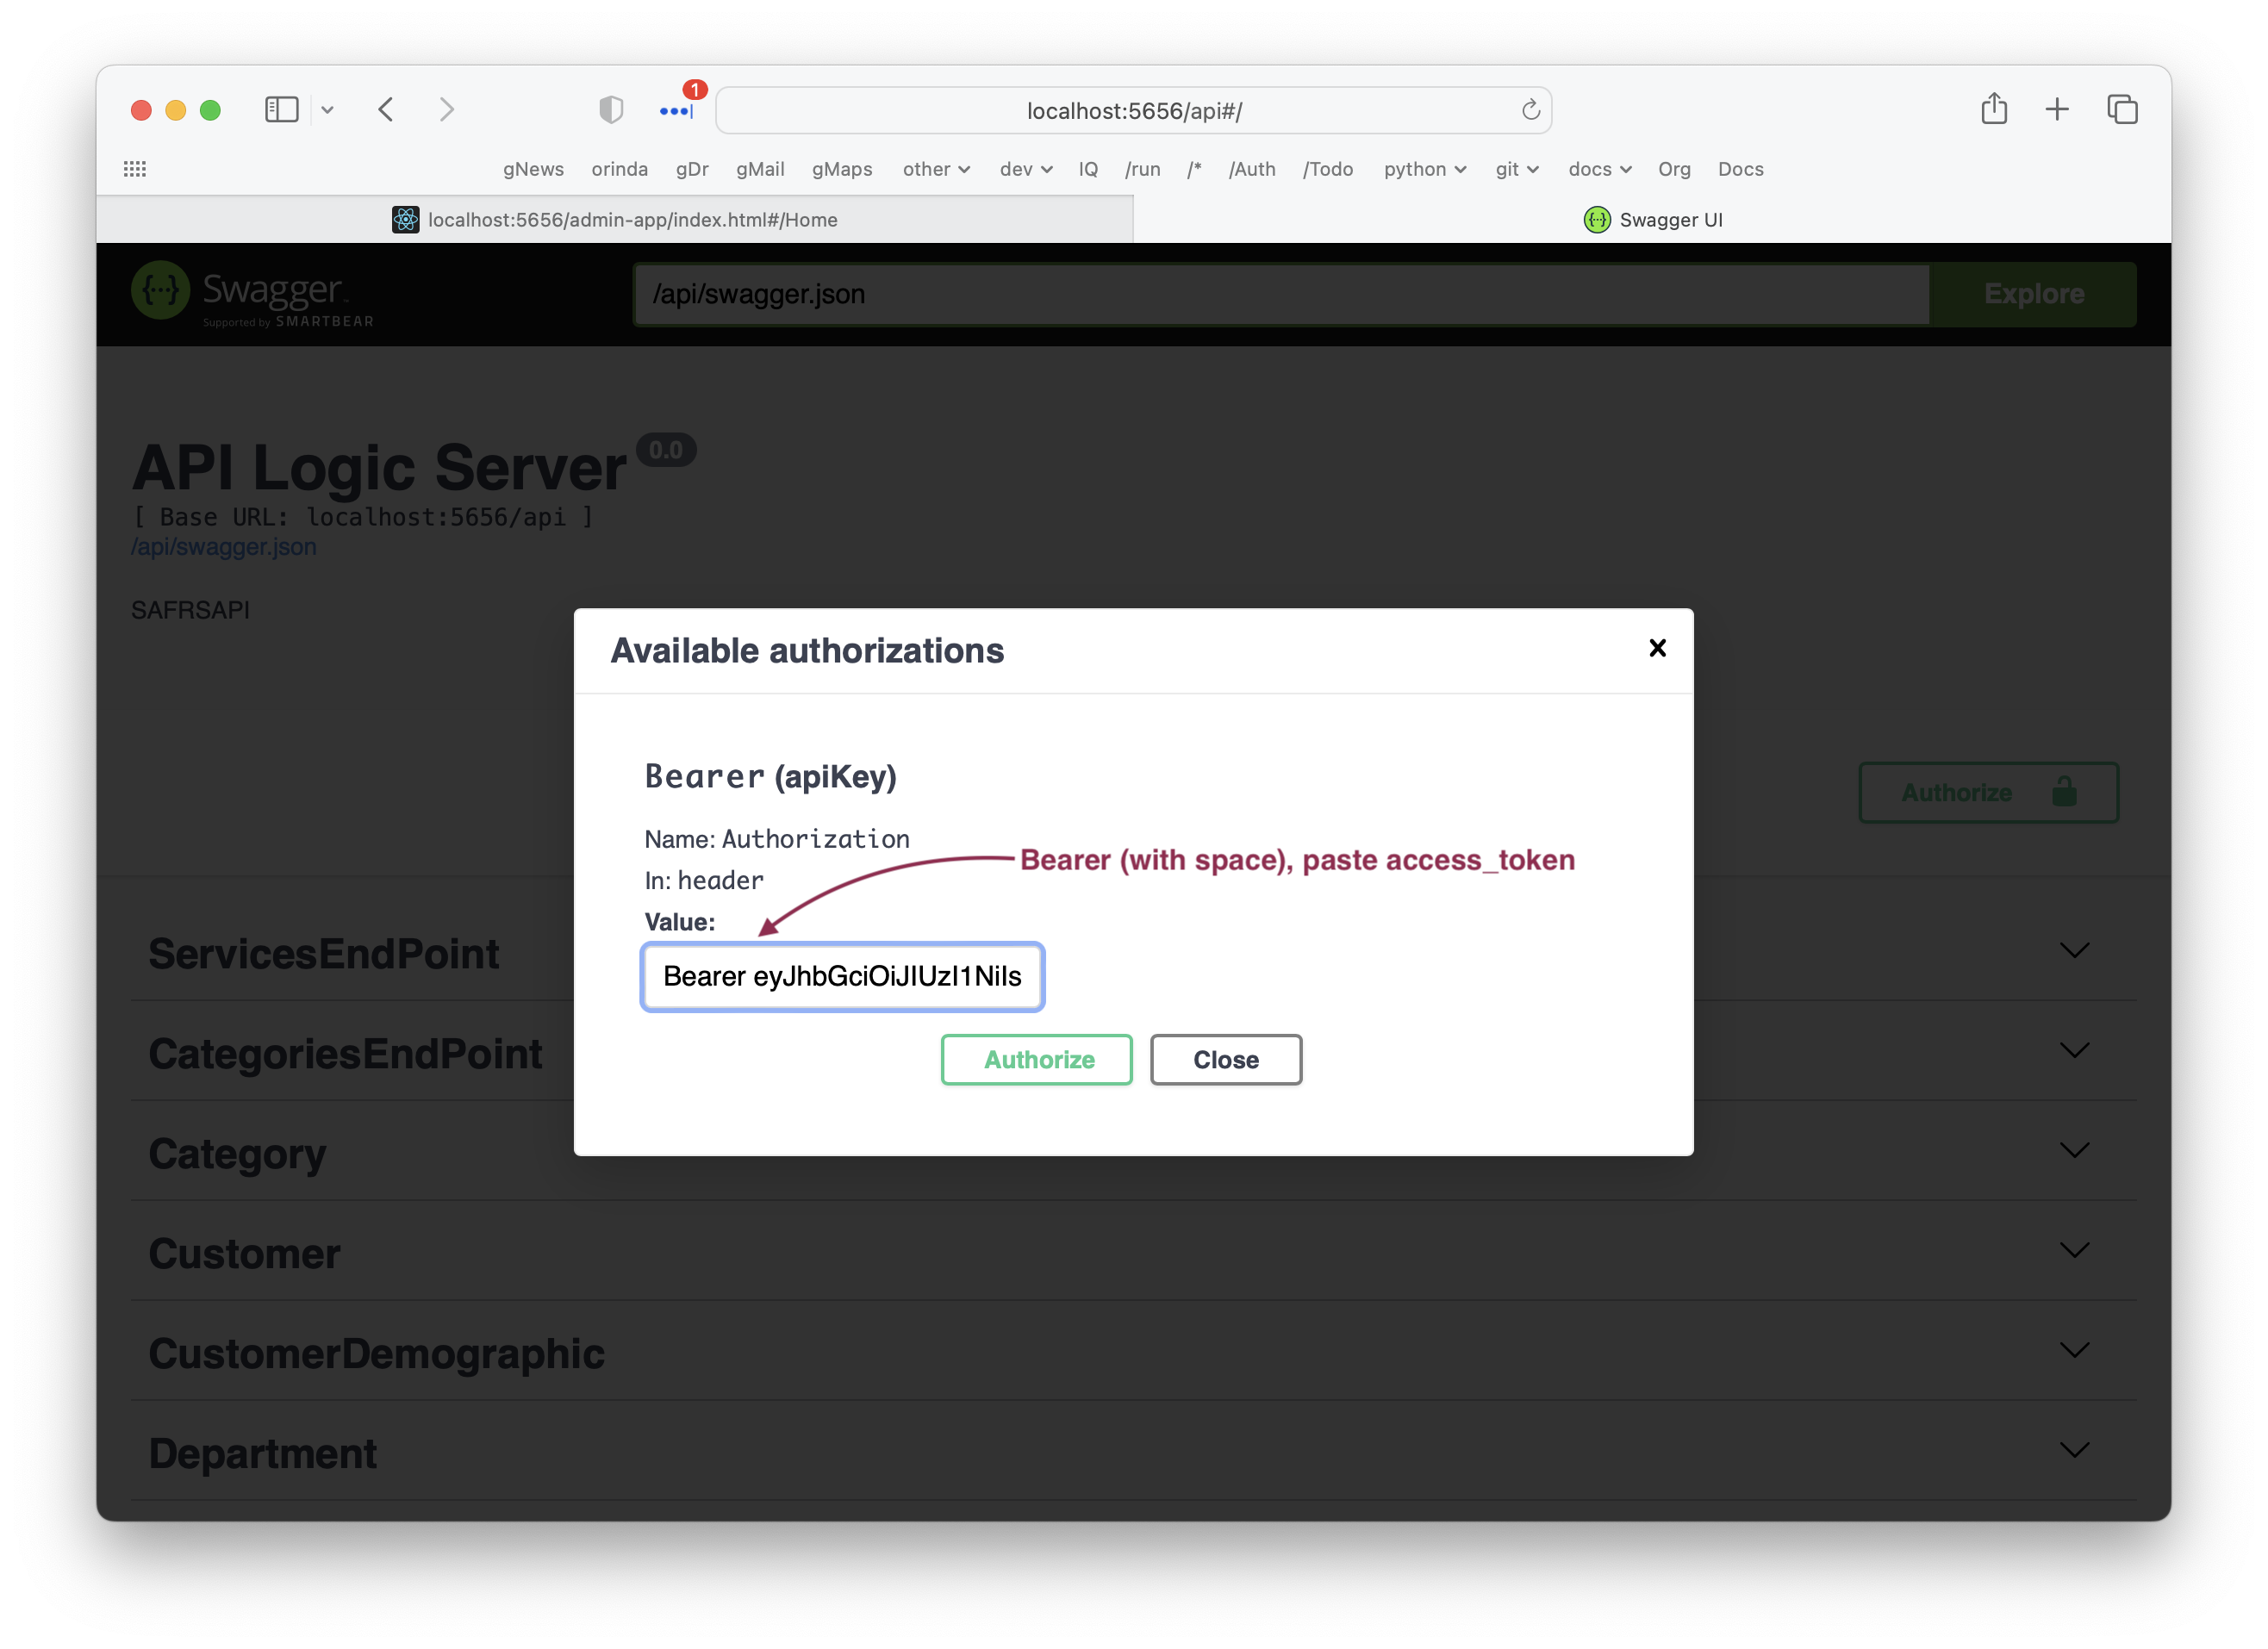 1
localhost:5656/api#/
gNews orinda gDr gMail gMaps other dev IQ /run /* /Auth /Todo python git docs Org Docs
localhost:5656/admin-app/index.html#/Home
Swagger UI
Swagger™
Supported by SMARTBEAR
/api/swagger.json
Explore
API Logic Server 0.0
[ Base URL: localhost:5656/api ]
/api/swagger.json
SAFRSAPI
Authorize
Available authorizations
Bearer (apiKey)
Name: Authorization
Bearer (with space), paste access_token
In: header
Value:
Bearer eyJhbGciOiJIUzI1NiIs
Authorize
Close
ServicesEndPoint
CategoriesEndPoint
Category
Customer
CustomerDemographic
Department